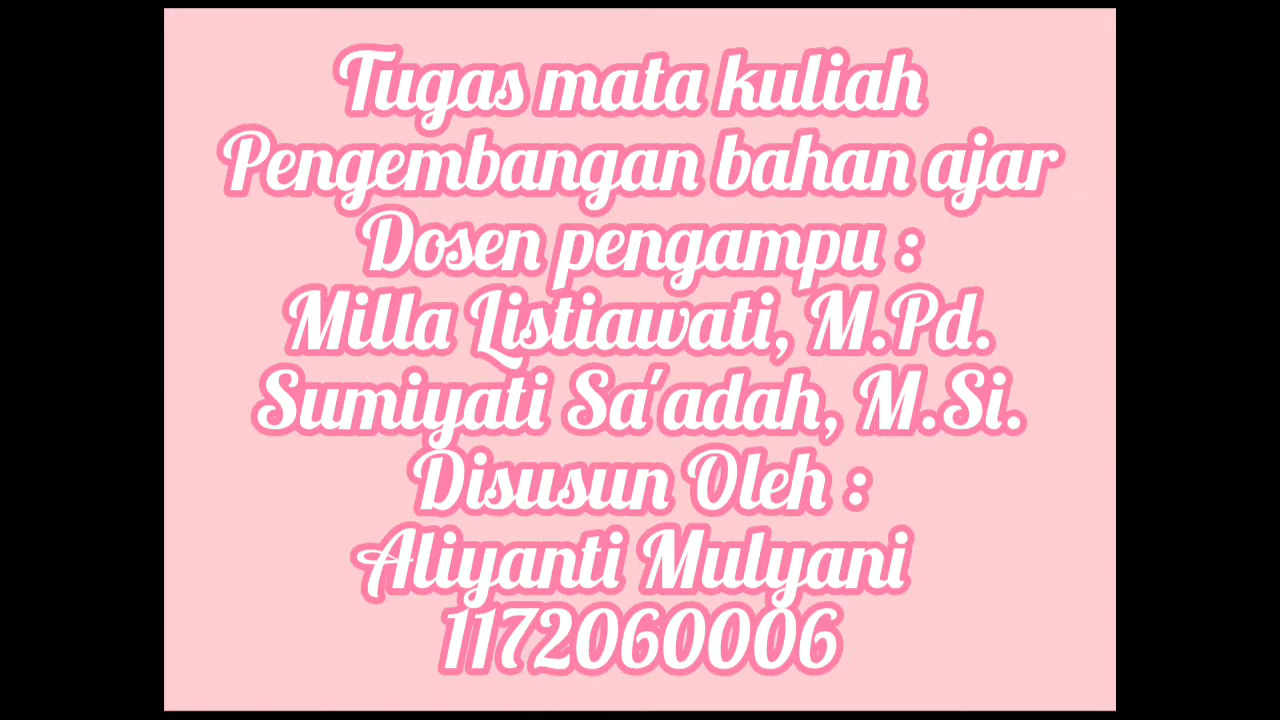 Tugas mata kuliah
Pengembangan bahan ajar
Dosen pengampu :
Milla Listiawati, M.Pd.
Sumiyati Sa'adah, M.Si.
Disusun Oleh :
Aliyanti Mulyani
1172060006